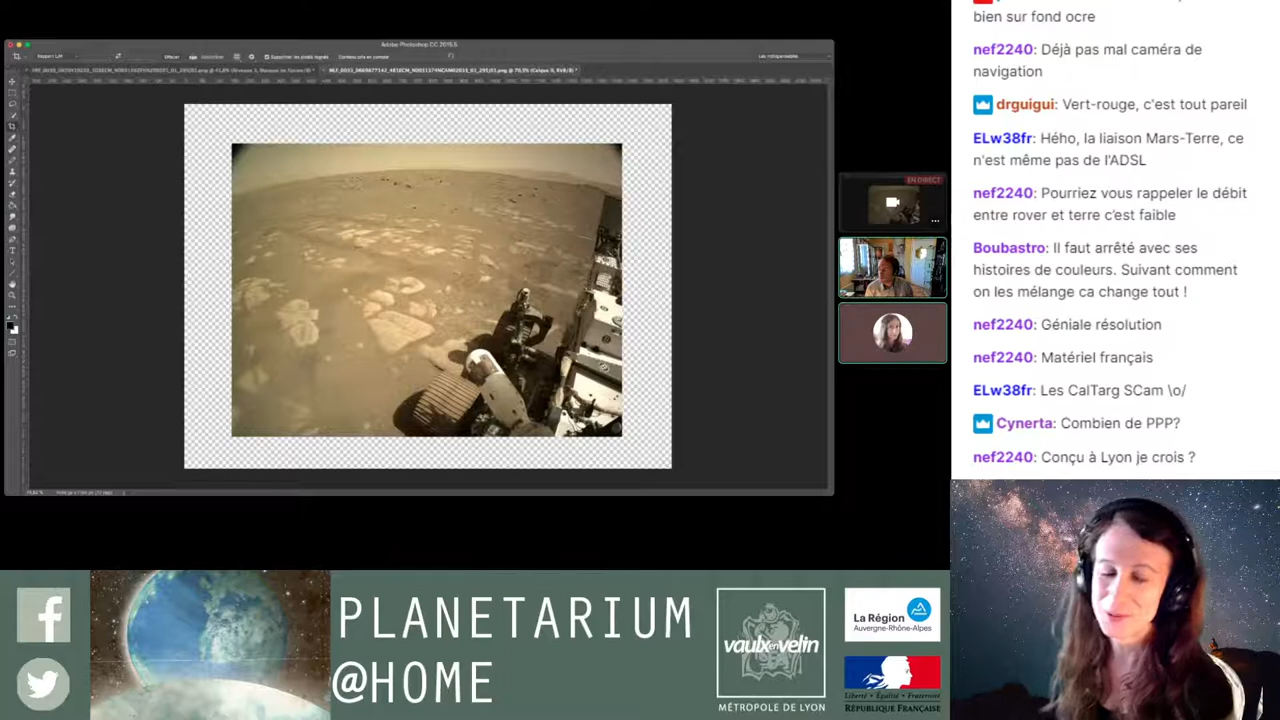 Adobe Photoshop CC 2015.5
Effacer
Les indispensables
EN DIRECT
bien sur fond ocre
nef2240: Déjà pas mal caméra de
navigation
drguigui: Vert-rouge, c'est tout pareil
ELw38fr: Hého, la liaison Mars-Terre, ce
n'est même pas de l'ADSL
nef2240: Pourriez vous rappeler le débit
entre rover et terre c'est faible
Boubastro: Il faut arrêté avec ses
histoires de couleurs. Suivant comment
on les mélange ca change tout !
nef2240: Géniale résolution
nef2240: Matériel français
ELw38fr: Les CalTarg SCam \o/
Cynerta: Combien de PPP?
nef2240: Conçu à Lyon je crois ?
PLANETARIUM
@HOME
vaulx en velin
MÉTROPOLE DE LYON
La Région
Auvergne-Rhône-Alpes
Liberté • Égalité • Fraternité
RÉPUBLIQUE FRANÇAISE